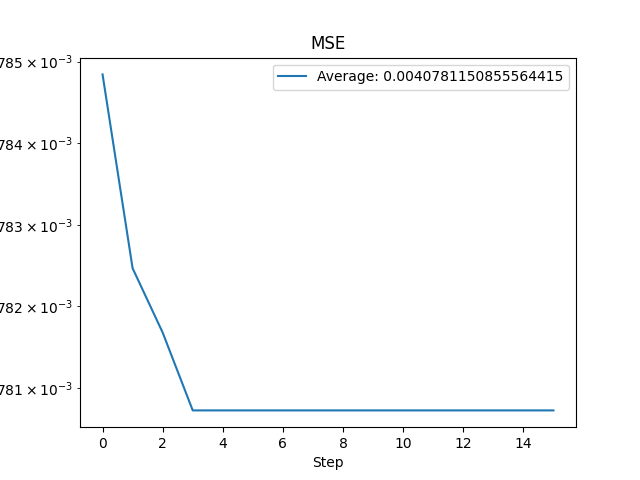 MSE
Average: 0.0040781150855564415
785 × 10⁻³
784 × 10⁻³
783 × 10⁻³
782 × 10⁻³
781 × 10⁻³
0 2 4 6 8 10 12 14
Step